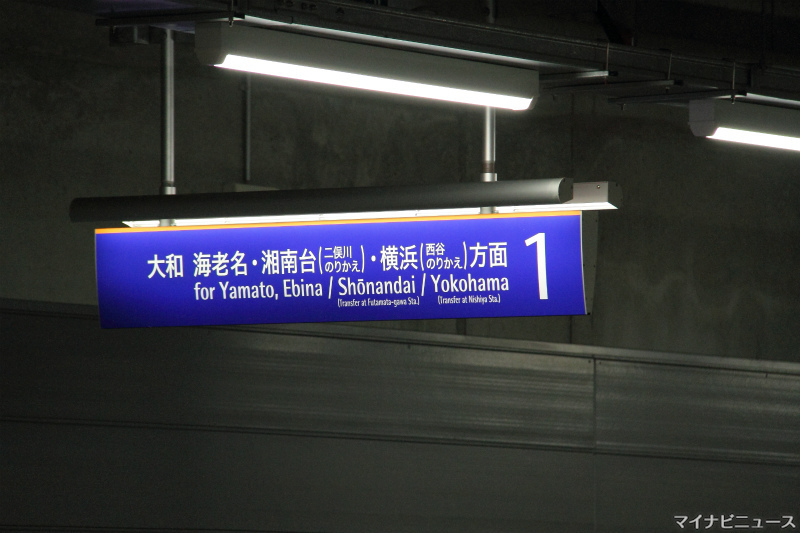 大和 海老名・湘南台(二俣川のりかえ)・横浜(西谷のりかえ)方面 1
for Yamato, Ebina / Shōnandai / Yokohama
(Transfer at Futamata-gawa Sta.) (Transfer at Nishiya Sta.)
マイナビニュース